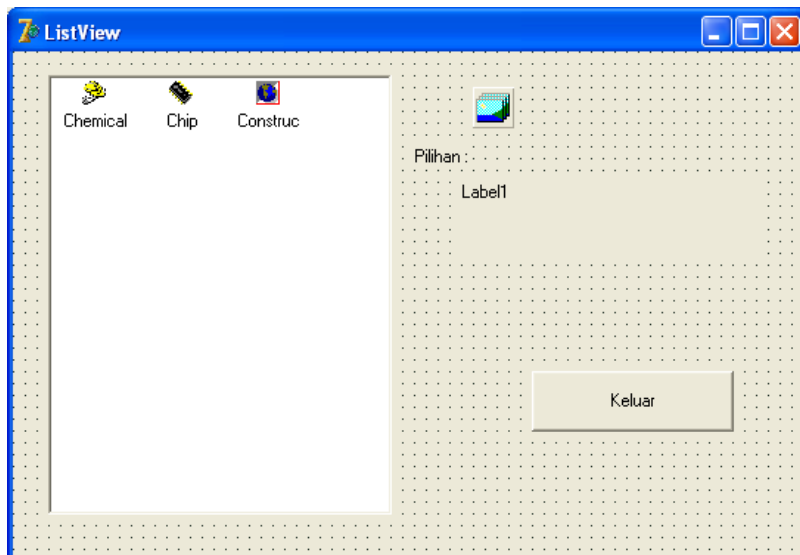 ListView
Chemical Chip Construc
Pilihan :
Label1
Keluar